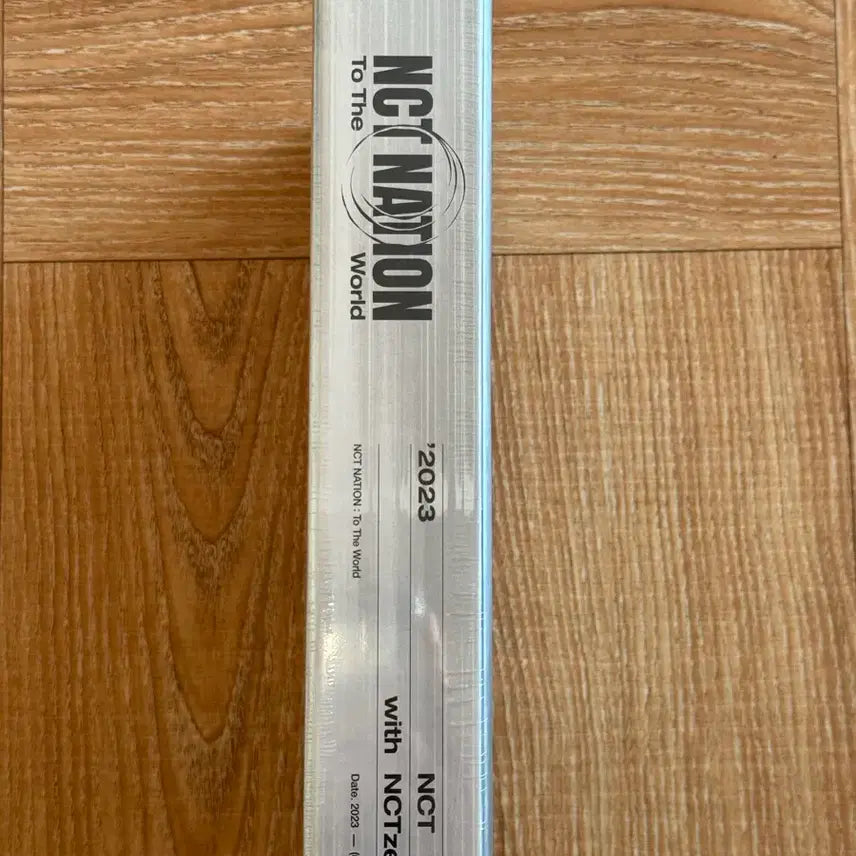 NCT NATION
To The World
'2023
NCT NATION : To The World
NCT
with NCTze
Date. 2023 — (